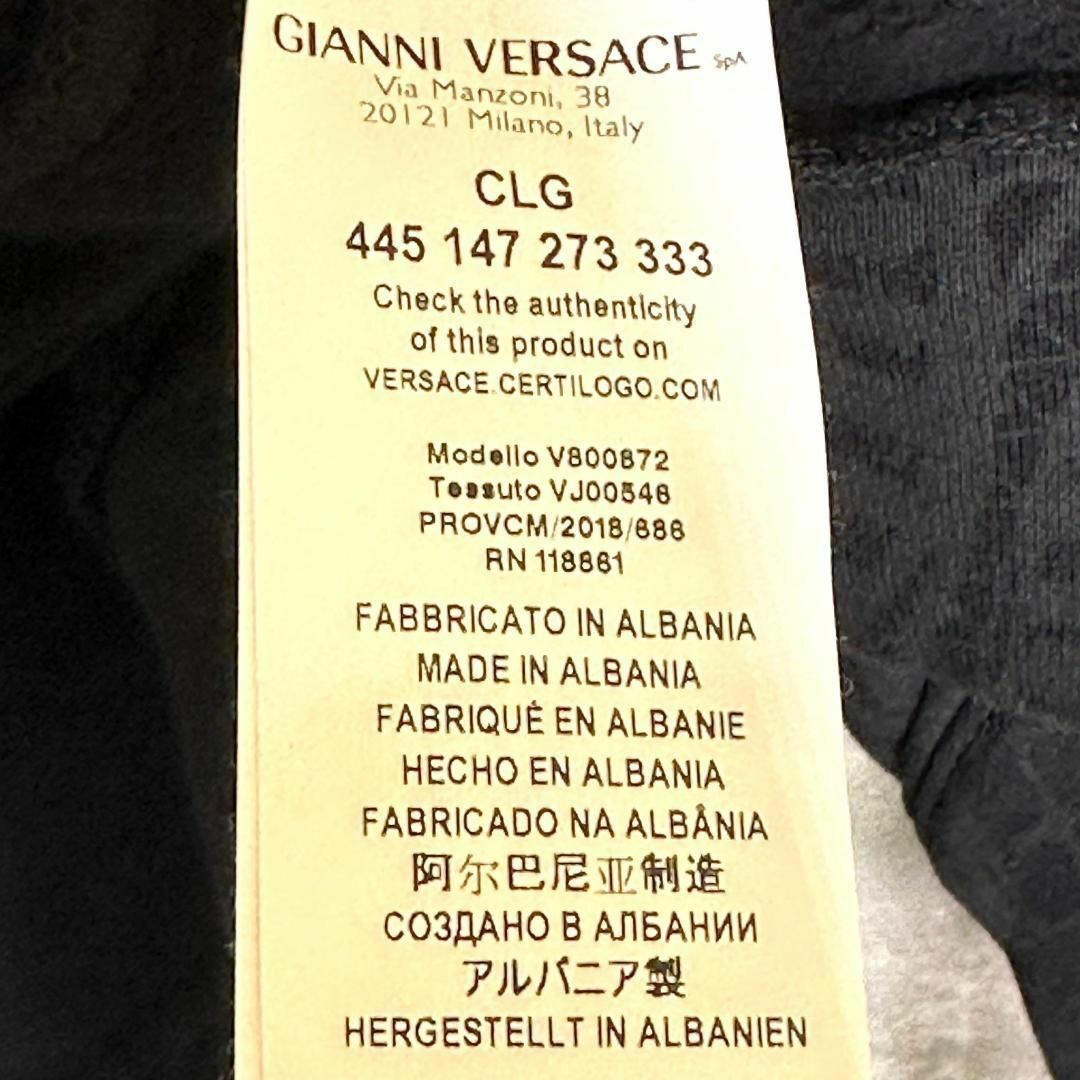 GIANNI VERSACE SpA
Via Manzoni, 38
20121 Milano, Italy
CLG
445 147 273 333
Check the authenticity
of this product on
VERSACE.CERTILOGO.COM
Modello V800872
Tessuto VJ00546
PROVCM/2018/686
RN 118861
FABBRICATO IN ALBANIA
MADE IN ALBANIA
FABRIQUÉ EN ALBANIE
HECHO EN ALBANIA
FABRICADO NA ALBÂNIA
阿尔巴尼亚制造
СОЗДАНО В АЛБАНИИ
アルバニア製
HERGESTELLT IN ALBANIEN